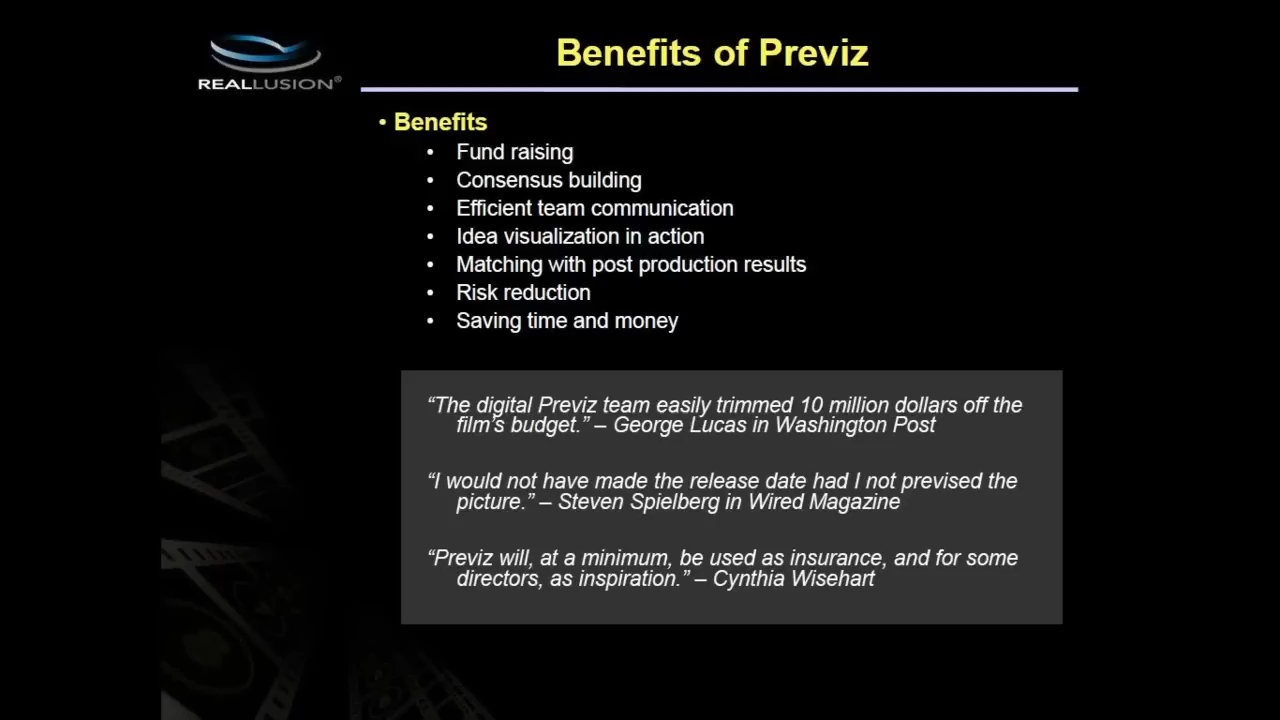 REALLUSION®
Benefits of Previz
• Benefits
• Fund raising
• Consensus building
• Efficient team communication
• Idea visualization in action
• Matching with post production results
• Risk reduction
• Saving time and money
“The digital Previz team easily trimmed 10 million dollars off the
film’s budget.” – George Lucas in Washington Post
“I would not have made the release date had I not prevised the
picture.” – Steven Spielberg in Wired Magazine
“Previz will, at a minimum, be used as insurance, and for some
directors, as inspiration.” – Cynthia Wisehart